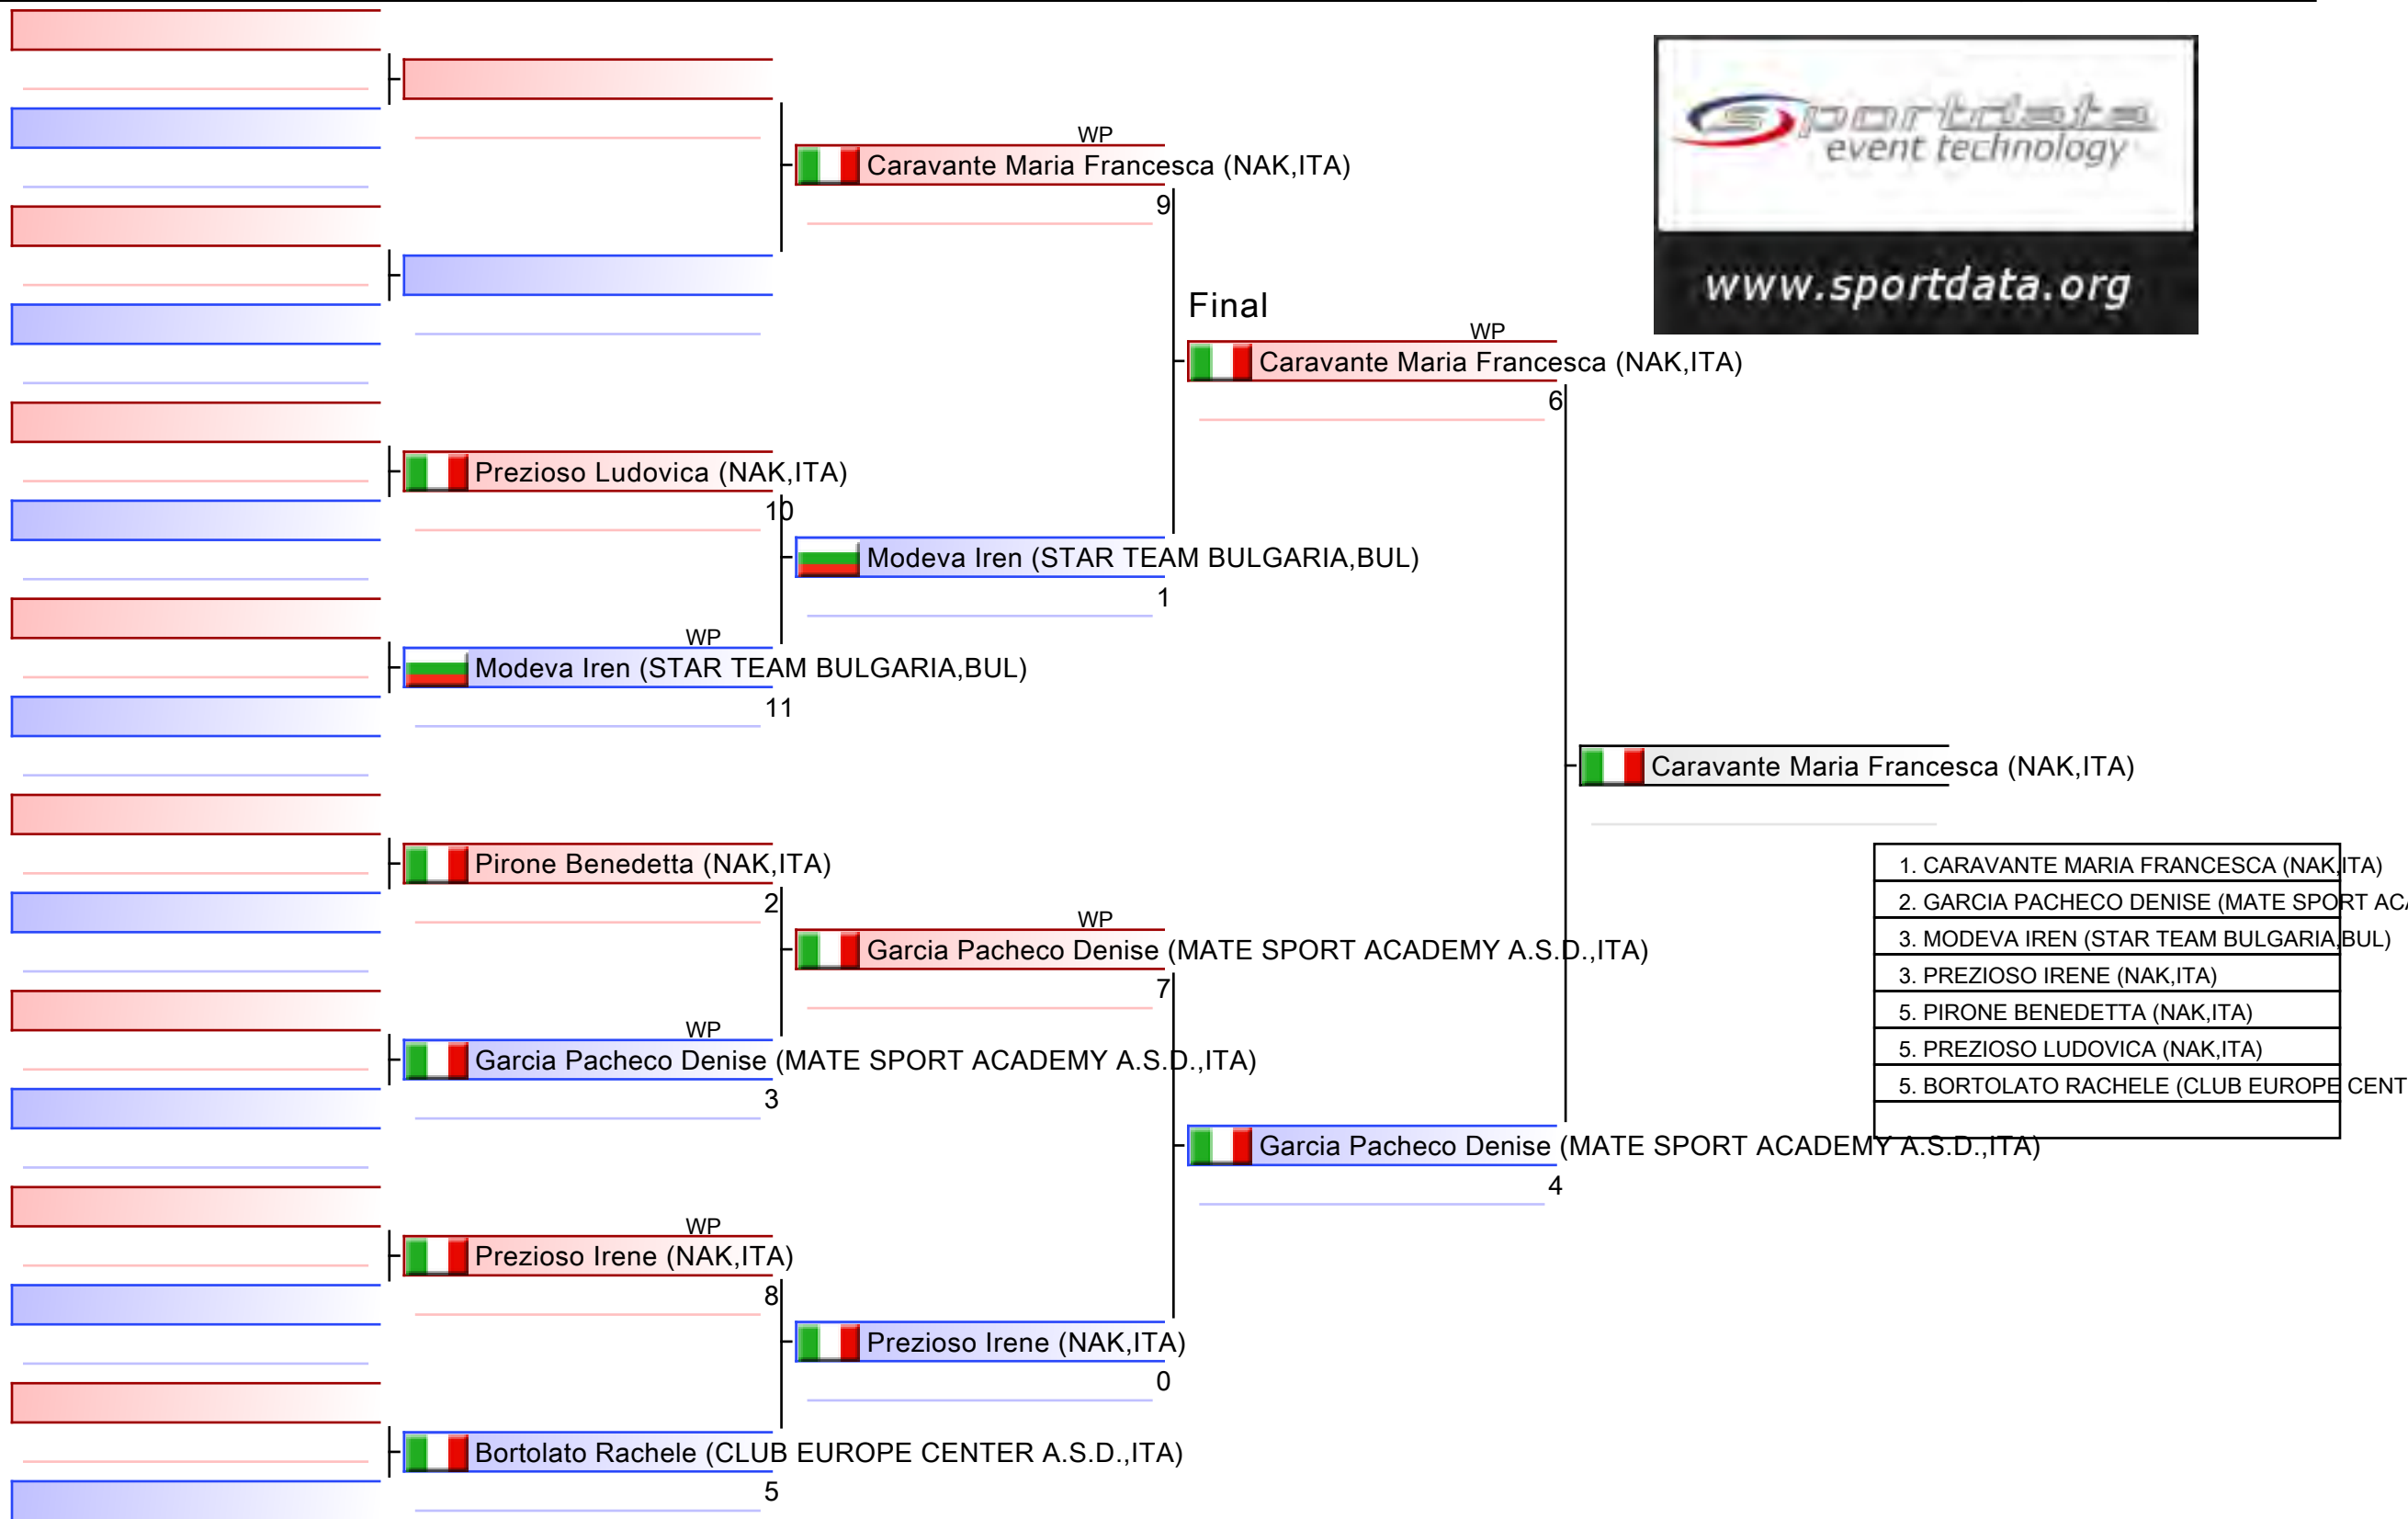 sportdata
event technology
www.sportdata.org
WP
Caravante Maria Francesca (NAK,ITA)
9
Final
WP
Caravante Maria Francesca (NAK,ITA)
6
Prezioso Ludovica (NAK,ITA)
10
Modeva Iren (STAR TEAM BULGARIA,BUL)
1
WP
Modeva Iren (STAR TEAM BULGARIA,BUL)
11
Caravante Maria Francesca (NAK,ITA)
Pirone Benedetta (NAK,ITA)
2
WP
Garcia Pacheco Denise (MATE SPORT ACADEMY A.S.D.,ITA)
7
WP
Garcia Pacheco Denise (MATE SPORT ACADEMY A.S.D.,ITA)
3
Garcia Pacheco Denise (MATE SPORT ACADEMY A.S.D.,ITA)
4
WP
Prezioso Irene (NAK,ITA)
8
Prezioso Irene (NAK,ITA)
0
Bortolato Rachele (CLUB EUROPE CENTER A.S.D.,ITA)
5
1. CARAVANTE MARIA FRANCESCA (NAK,ITA)
2. GARCIA PACHECO DENISE (MATE SPORT ACA
3. MODEVA IREN (STAR TEAM BULGARIA,BUL)
3. PREZIOSO IRENE (NAK,ITA)
5. PIRONE BENEDETTA (NAK,ITA)
5. PREZIOSO LUDOVICA (NAK,ITA)
5. BORTOLATO RACHELE (CLUB EUROPE CENT